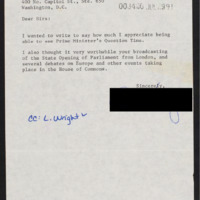 400 No. Capitol St., Ste. 650
Washington, D.C.
Dear Sirs:
I wanted to write to say how much I appreciate being
able to see Prime Minister's Question Time.
I also thought it very worthwhile your broadcasting
of the State Opening of Parliament from London, and
several debates on Europe and other events taking
place in the House of Commons.
Sincerely,
cc: L. Wright